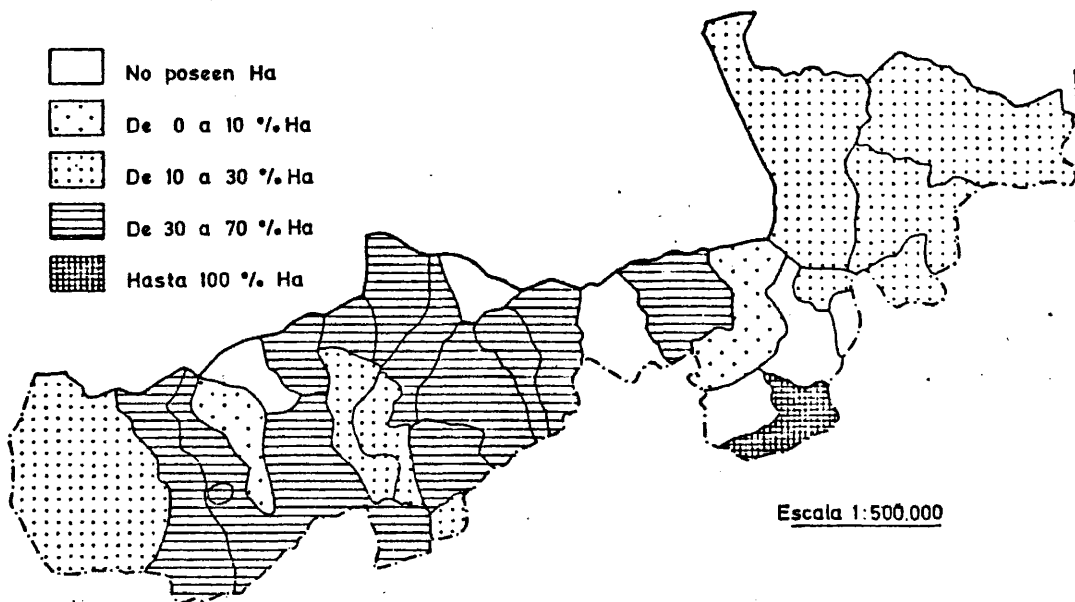 No poseen Ha
De 0 a 10 % Ha
De 10 a 30 % Ha
De 30 a 70 % Ha
Hasta 100 % Ha
Escala 1:500.000